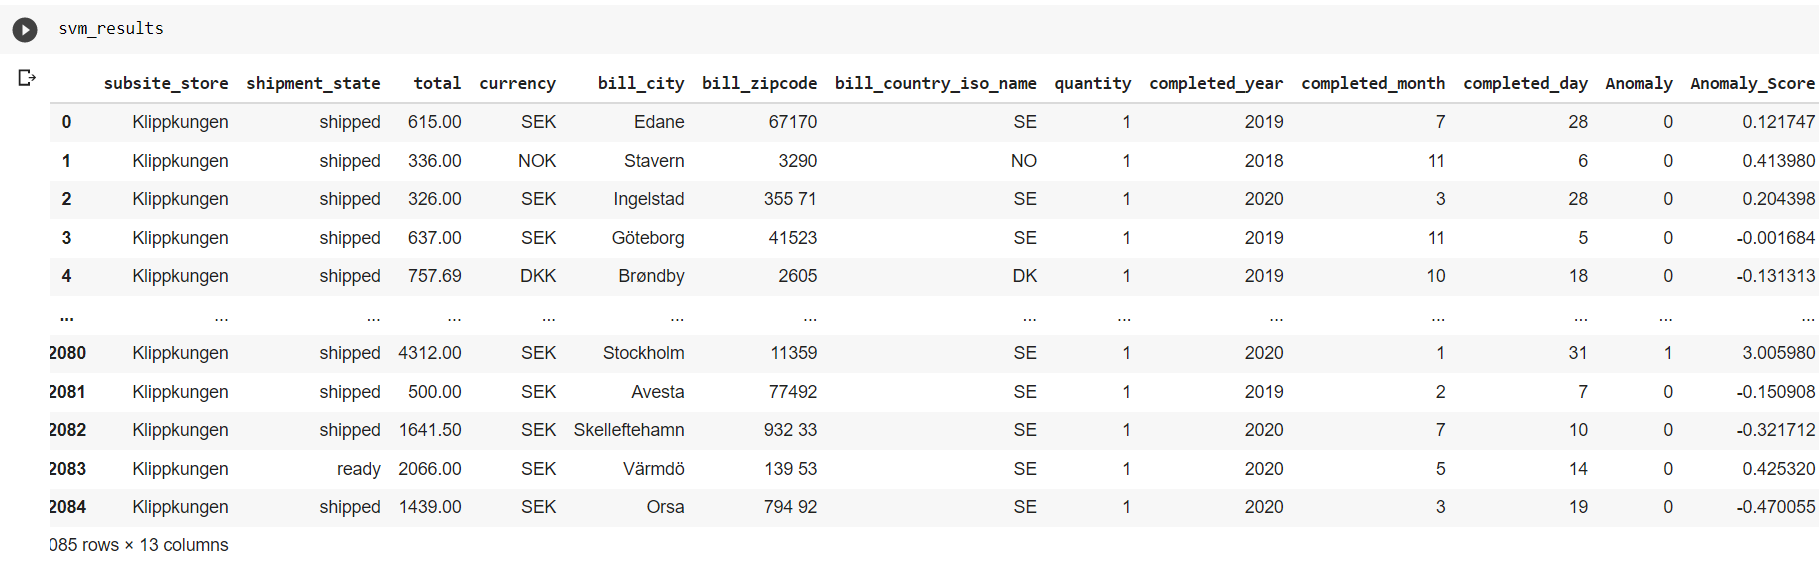 svm_results
subsite_store shipment_state total currency bill_city bill_zipcode bill_country_iso_name quantity completed_year completed_month completed_day Anomaly Anomaly_Score
0 Klippkungen shipped 615.00 SEK Edane 67170 SE 1 2019 7 28 0 0.121747
1 Klippkungen shipped 336.00 NOK Stavern 3290 NO 1 2018 11 6 0 0.413980
2 Klippkungen shipped 326.00 SEK Ingelstad 355 71 SE 1 2020 3 28 0 0.204398
3 Klippkungen shipped 637.00 SEK Göteborg 41523 SE 1 2019 11 5 0 -0.001684
4 Klippkungen shipped 757.69 DKK Brøndby 2605 DK 1 2019 10 18 0 -0.131313
... ... ... ... ... ... ... ... ... ... ... ... ... ...
2080 Klippkungen shipped 4312.00 SEK Stockholm 11359 SE 1 2020 1 31 1 3.005980
2081 Klippkungen shipped 500.00 SEK Avesta 77492 SE 1 2019 2 7 0 -0.150908
2082 Klippkungen shipped 1641.50 SEK Skelleftehamn 932 33 SE 1 2020 7 10 0 -0.321712
2083 Klippkungen ready 2066.00 SEK Värmdö 139 53 SE 1 2020 5 14 0 0.425320
2084 Klippkungen shipped 1439.00 SEK Orsa 794 92 SE 1 2020 3 19 0 -0.470055
085 rows × 13 columns